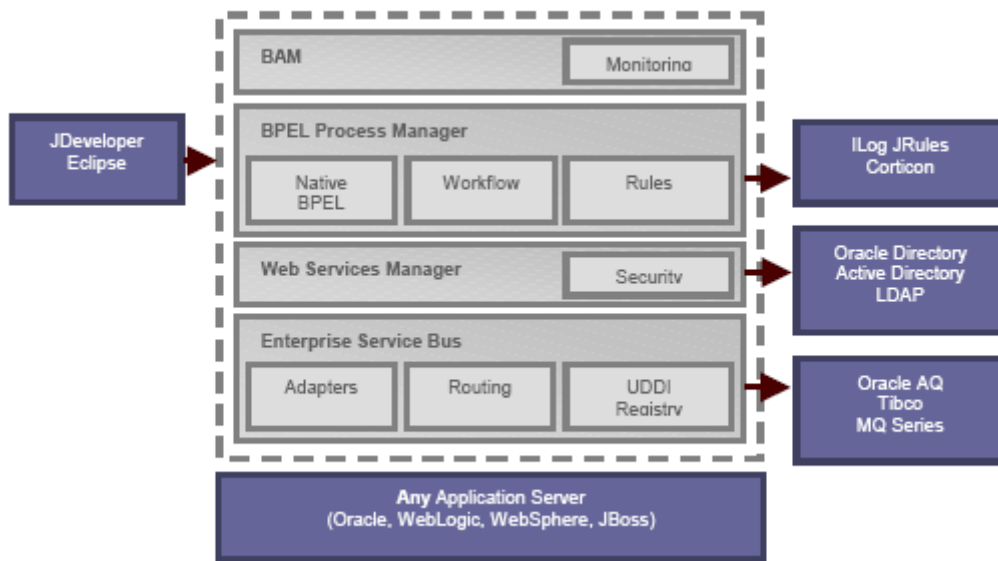 BAM
Monitoring
JDeveloper
Eclipse
BPEL Process Manager
Native
BPEL
Workflow
Rules
ILog JRules
Corticon
Web Services Manager
Security
Oracle Directory
Active Directory
LDAP
Enterprise Service Bus
Adapters
Routing
UDDI
Registry
Oracle AQ
Tibco
MQ Series
Any Application Server
(Oracle, WebLogic, WebSphere, JBoss)